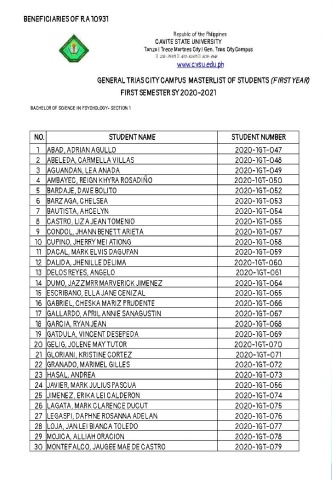 BENEFICIARIES OF RA 10931
Republic of the Philippines
CAVITE STATE UNIVERSITY
Tanza | Trece Martires City | Gen. Trias City Campus
www.cvsu.edu.ph
GENERAL TRIAS CITY CAMPUS MASTERLIST OF STUDENTS (FIRST YEAR)
FIRST SEMESTER SY 2020-2021
BACHELOR OF SCIENCE IN PSYCHOLOGY- SECTION 1
NO. STUDENT NAME STUDENT NUMBER
1 ABAD, ADRIAN AGULLO 2020-1GT-047
2 ABELEDA, CARMELLA VILLAS 2020-1GT-048
3 AGUANDAN, LEA ANADA 2020-1GT-049
4 AMBAYEC, REIGN KHYRA ROSADIÑO 2020-1GT-050
5 BARDAJE, DAVE BOLITO 2020-1GT-052
6 BARZAGA, CHELSEA 2020-1GT-053
7 BAUTISTA, AHCELYN 2020-1GT-054
8 CASTRO, LIZA JEAN TOMENIO 2020-1GT-055
9 CONDOL, JHANN BENETT ARIETA 2020-1GT-057
10 CUPINO, JHERRY MEI ATIONG 2020-1GT-058
11 DACAL, MARK ELVIS DAGUPAN 2020-1GT-059
12 DALIDA, JHENILLE DELIMA 2020-1GT-060
13 DELOS REYES, ANGELO 2020-1GT-061
14 DUMO, JAZZMRR MARVERICK JIMENEZ 2020-1GT-064
15 ESCRIBANO, ELLA JANE CENIZAL 2020-1GT-065
16 GABRIEL, CHESKA MARIZ PRUDENTE 2020-1GT-066
17 GALLARDO, APRIL ANNIE SANAGUSTIN 2020-1GT-067
18 GARCIA, RYAN JEAN 2020-1GT-068
19 GATDULA, VINCENT DESEPEDA 2020-1GT-069
20 GELIG, JOLENE MAY TUTOR 2020-1GT-070
21 GLORIANI, KRISTINE CORTEZ 2020-1GT-071
22 GRANADO, MARIMEL GILLES 2020-1GT-072
23 HASAL, ANDREA 2020-1GT-073
24 JAVIER, MARK JULIUS PASCUA 2020-1GT-056
25 JIMENEZ, ERIKA LEI CALDERON 2020-1GT-074
26 LAGATA, MARK CLARENCE DUCUT 2020-1GT-075
27 LEGASPI, DAPHNE ROSANNA ADELAN 2020-1GT-076
28 LOJA, JAN LEI BIANCA TOLEDO 2020-1GT-077
29 MOJICA, ALLIAH ORACION 2020-1GT-078
30 MONTEFALCO, JAUGEE MAE DE CASTRO 2020-1GT-079